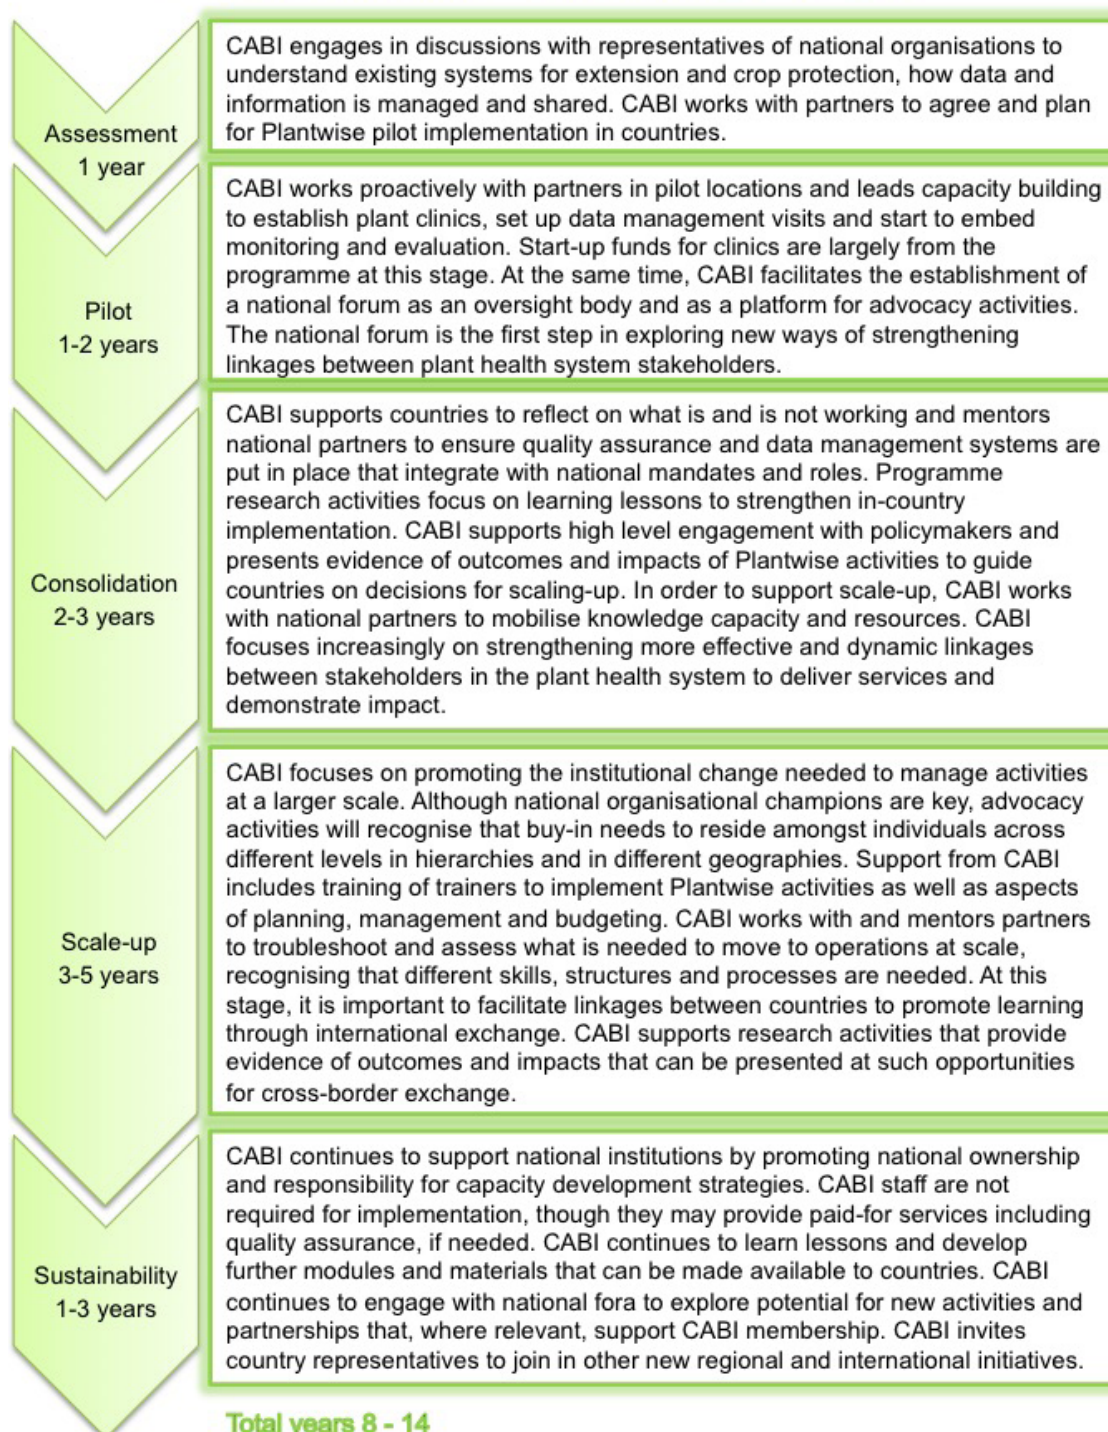 CABI engages in discussions with representatives of national organisations to
understand existing systems for extension and crop protection, how data and
information is managed and shared. CABI works with partners to agree and plan
for Plantwise pilot implementation in countries.
Assessment
1 year
CABI works proactively with partners in pilot locations and leads capacity building
to establish plant clinics, set up data management visits and start to embed
monitoring and evaluation. Start-up funds for clinics are largely from the
programme at this stage. At the same time, CABI facilitates the establishment of
a national forum as an oversight body and as a platform for advocacy activities.
The national forum is the first step in exploring new ways of strengthening
linkages between plant health system stakeholders.
Pilot
1-2 years
CABI supports countries to reflect on what is and is not working and mentors
national partners to ensure quality assurance and data management systems are
put in place that integrate with national mandates and roles. Programme
research activities focus on learning lessons to strengthen in-country
implementation. CABI supports high level engagement with policymakers and
presents evidence of outcomes and impacts of Plantwise activities to guide
countries on decisions for scaling-up. In order to support scale-up, CABI works
with national partners to mobilise knowledge capacity and resources. CABI
focuses increasingly on strengthening more effective and dynamic linkages
between stakeholders in the plant health system to deliver services and
demonstrate impact.
Consolidation
2-3 years
CABI focuses on promoting the institutional change needed to manage activities
at a larger scale. Although national organisational champions are key, advocacy
activities will recognise that buy-in needs to reside amongst individuals across
different levels in hierarchies and in different geographies. Support from CABI
includes training of trainers to implement Plantwise activities as well as aspects
of planning, management and budgeting. CABI works with and mentors partners
to troubleshoot and assess what is needed to move to operations at scale,
recognising that different skills, structures and processes are needed. At this
stage, it is important to facilitate linkages between countries to promote learning
through international exchange. CABI supports research activities that provide
evidence of outcomes and impacts that can be presented at such opportunities
for cross-border exchange.
Scale-up
3-5 years
CABI continues to support national institutions by promoting national ownership
and responsibility for capacity development strategies. CABI staff are not
required for implementation, though they may provide paid-for services including
quality assurance, if needed. CABI continues to learn lessons and develop
further modules and materials that can be made available to countries. CABI
continues to engage with national fora to explore potential for new activities and
partnerships that, where relevant, support CABI membership. CABI invites
country representatives to join in other new regional and international initiatives.
Sustainability
1-3 years
Total years 8 - 14